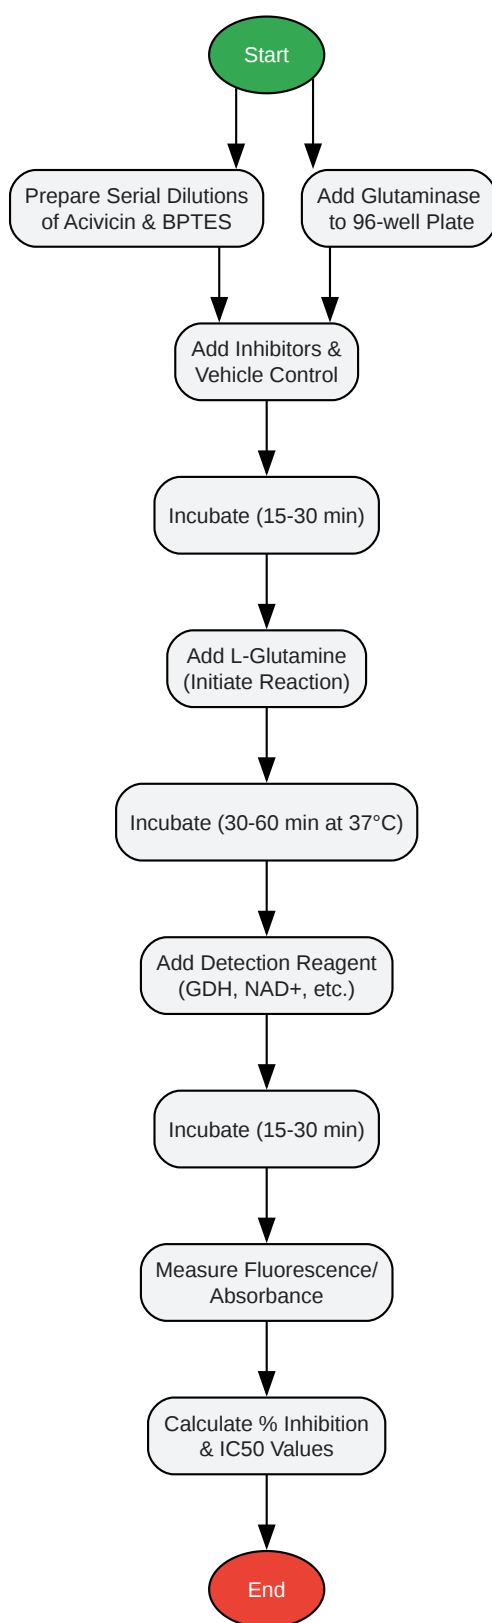 Start
Prepare Serial Dilutions
of Acivicin & BPTES
Add Glutaminase
to 96-well Plate
Add Inhibitors &
Vehicle Control
Incubate (15-30 min)
Add L-Glutamine
(Initiate Reaction)
Incubate (30-60 min at 37°C)
Add Detection Reagent
(GDH, NAD+, etc.)
Incubate (15-30 min)
Measure Fluorescence/
Absorbance
Calculate % Inhibition
& IC50 Values
End